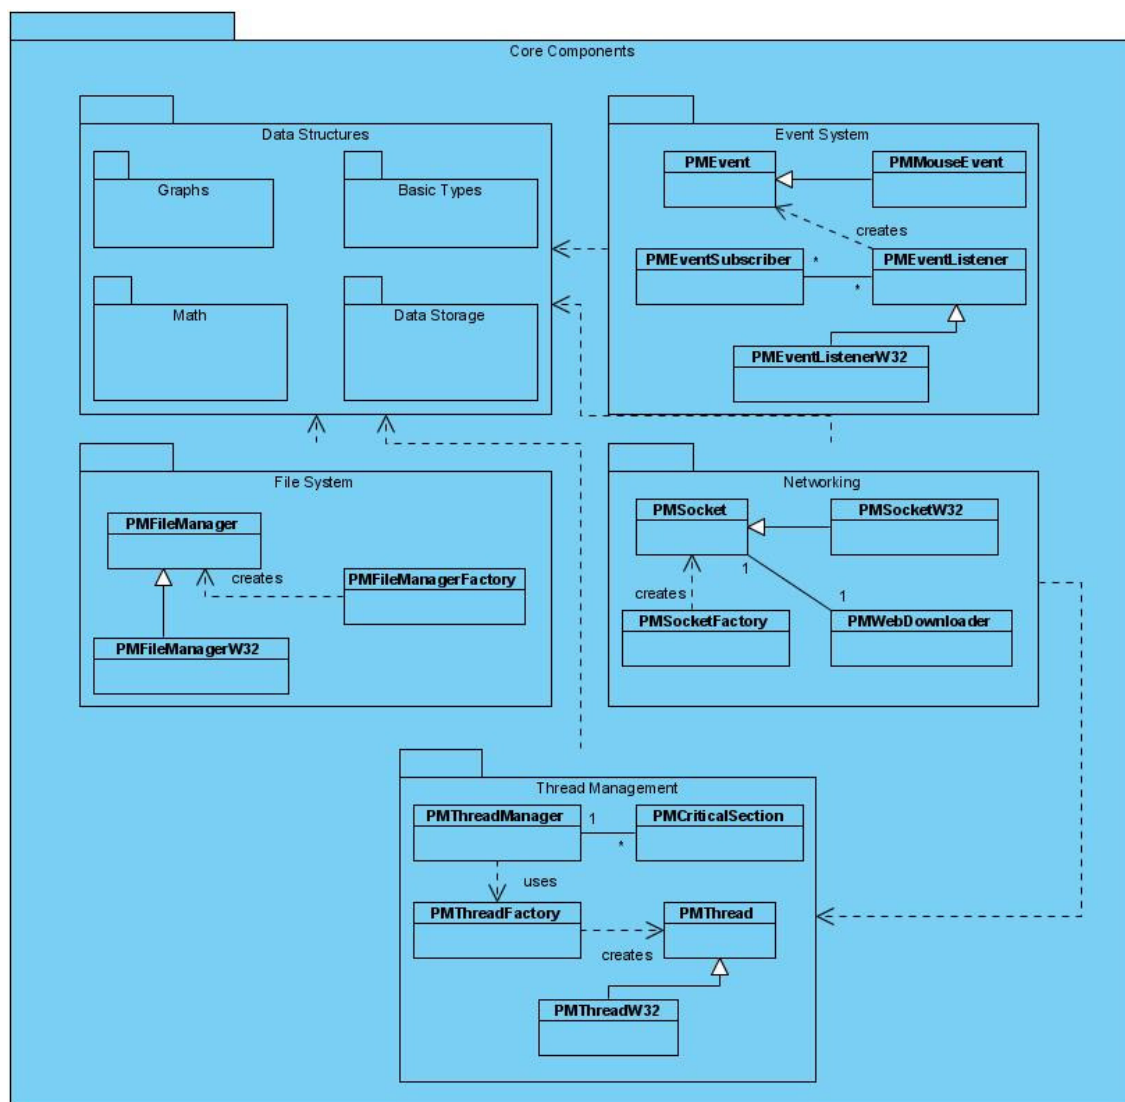 Core Components
Data Structures
Graphs
Basic Types
Math
Data Storage
Event System
PMEvent
PMMouseEvent
creates
PMEventSubscriber
*
*
PMEventListener
PMEventListenerW32
File System
PMFileManager
creates
PMFileManagerFactory
PMFileManagerW32
Networking
PMSocket
PMSocketW32
1
creates
1
PMSocketFactory
PMWebDownloader
Thread Management
PMThreadManager
1
*
PMCriticalSection
uses
PMThreadFactory
creates
PMThread
PMThreadW32